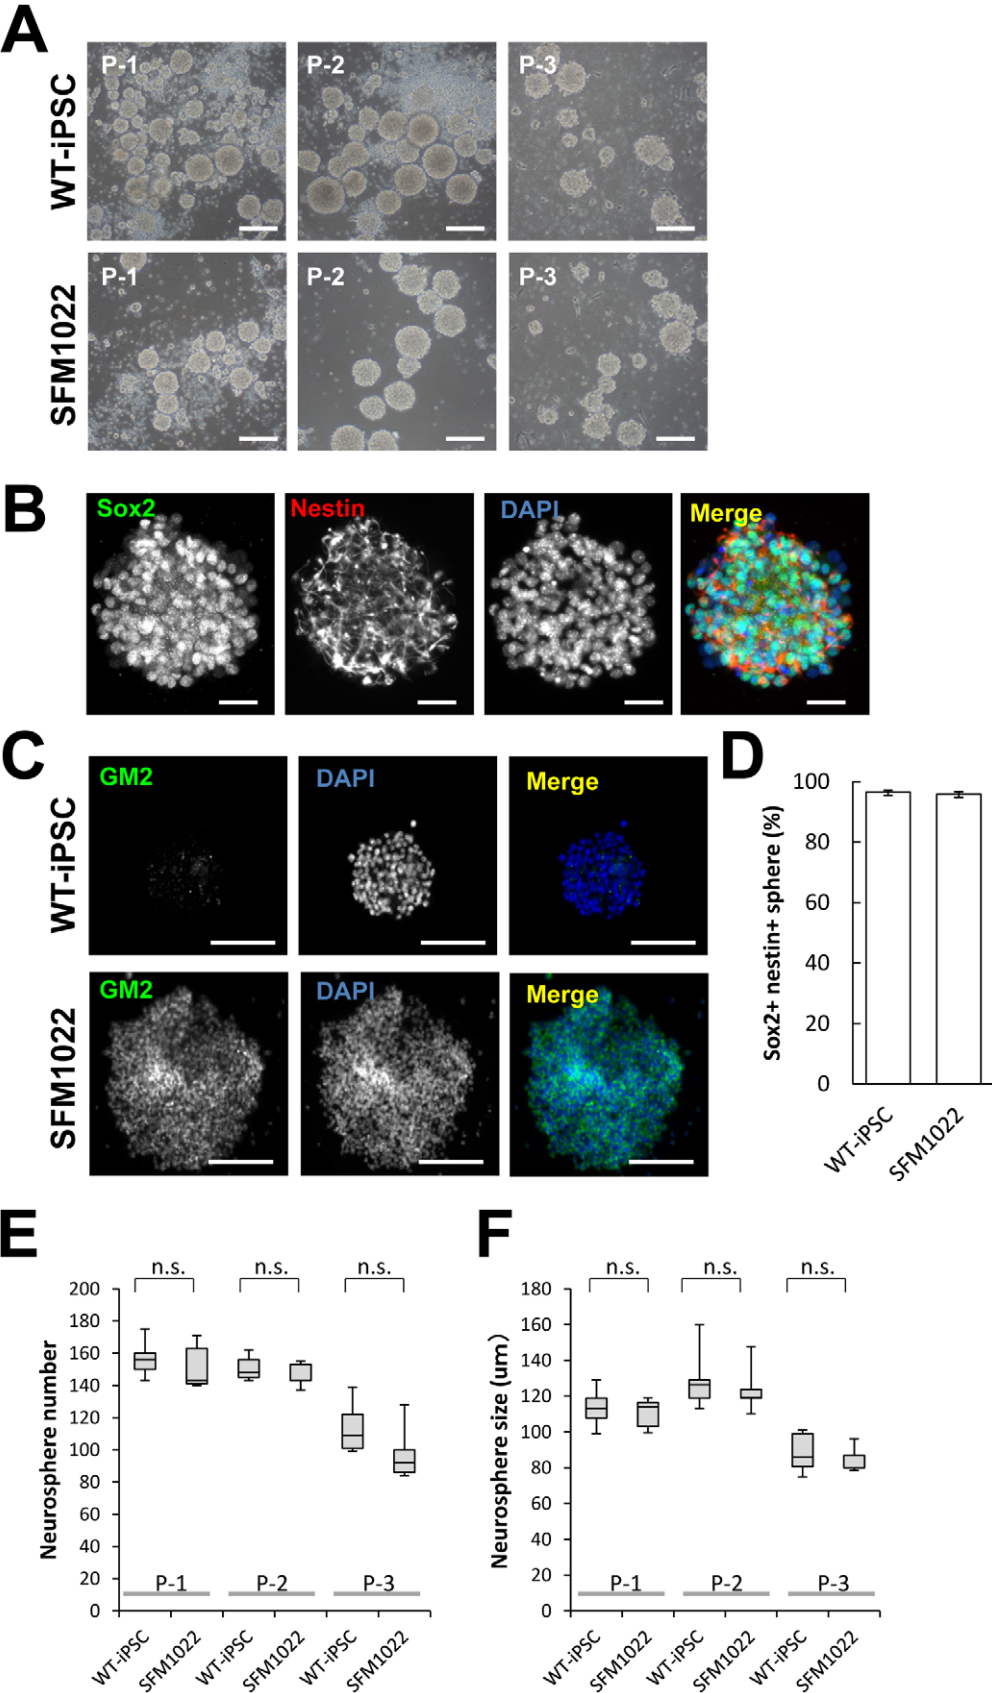 A
WT-iPSC
P-1
P-2
P-3
SFM1022
P-1
P-2
P-3
B
Sox2
Nestin
DAPI
Merge
C
WT-iPSC
GM2
DAPI
Merge
SFM1022
GM2
DAPI
Merge
D
Sox2+ nestin+ sphere (%)
100
80
60
40
20
0
WT-iPSC
SFM1022
E
Neurosphere number
n.s.
n.s.
n.s.
200
180
160
140
120
100
80
60
40
20
0
P-1
P-2
P-3
WT-iPSC
SFM1022
WT-iPSC
SFM1022
WT-iPSC
SFM1022
F
Neurosphere size (um)
n.s.
n.s.
n.s.
180
160
140
120
100
80
60
40
20
0
P-1
P-2
P-3
WT-iPSC
SFM1022
WT-iPSC
SFM1022
WT-iPSC
SFM1022